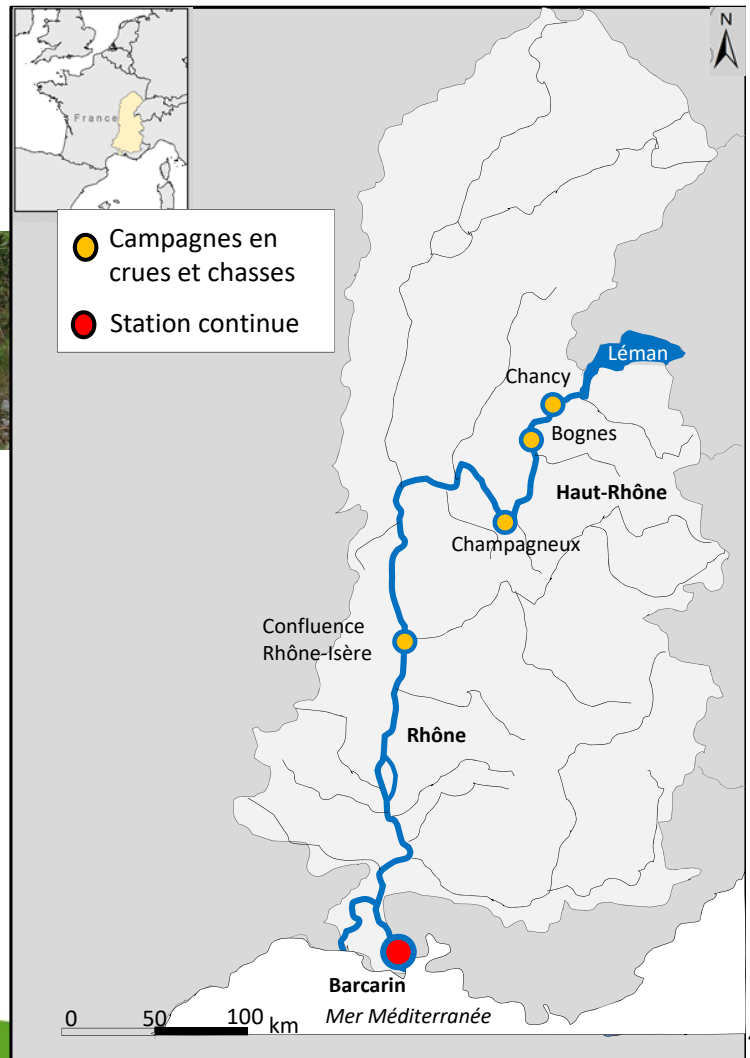 France
N
Campagnes en
crues et chasses
Station continue
Léman
Chancy
Bognes
Haut-Rhône
Champagneux
Confluence
Rhône-Isère
Rhône
Barcarin
Mer Méditerranée
0 50 100 km